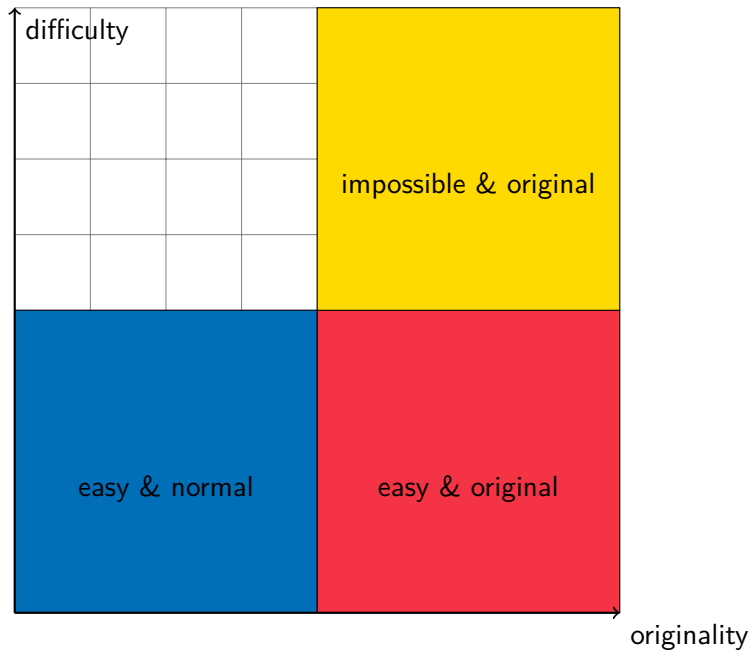 difficulty
impossible & original
easy & normal
easy & original
originality